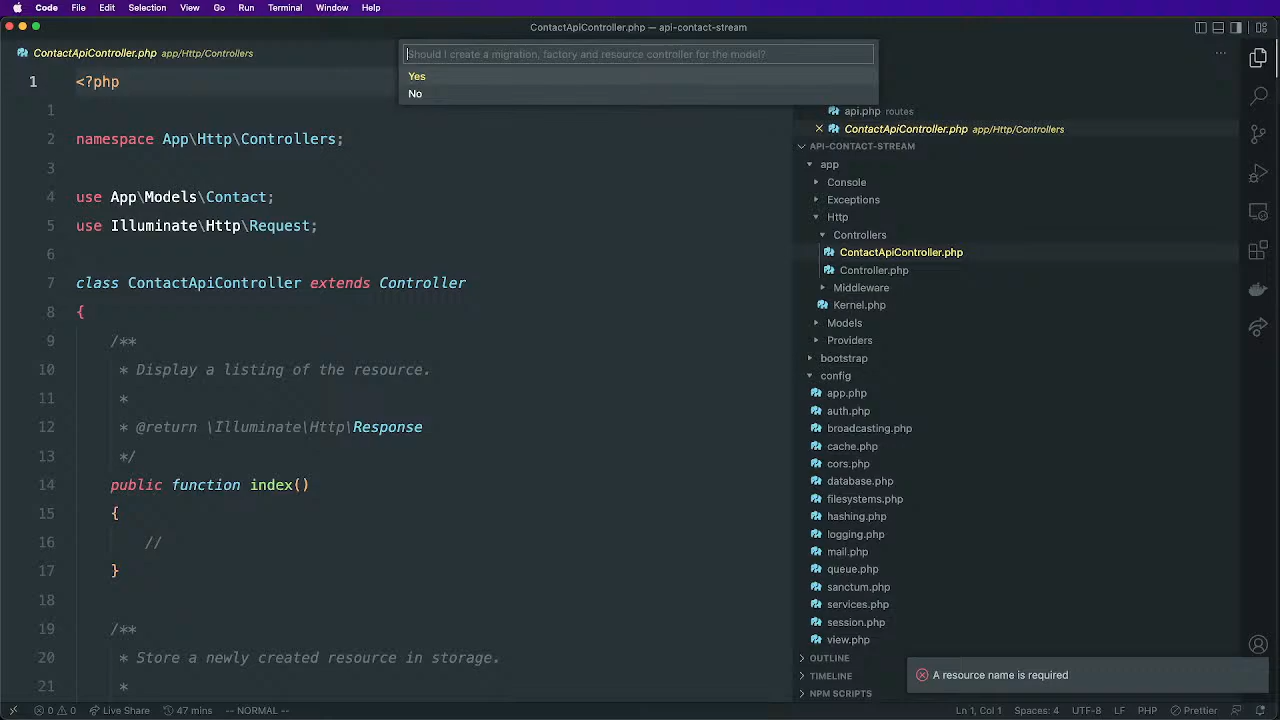 Code File Edit Selection View Go Run Terminal Window Help
ContactApiController.php — api-contact-stream
ContactApiController.php app/Http/Controllers
Should I create a migration, factory and resource controller for the model?
Yes
No
1 <?php
1
2 namespace App\Http\Controllers;
3
4 use App\Models\Contact;
5 use Illuminate\Http\Request;
6
7 class ContactApiController extends Controller
8 {
9 /**
10 * Display a listing of the resource.
11 *
12 * @return \Illuminate\Http\Response
13 */
14 public function index()
15 {
16 //
17 }
18
19 /**
20 * Store a newly created resource in storage.
21 *
api.php routes
ContactApiController.php app/Http/Controllers
API-CONTACT-STREAM
app
Console
Exceptions
Http
Controllers
ContactApiController.php
Controller.php
Middleware
Kernel.php
Models
Providers
bootstrap
config
app.php
auth.php
broadcasting.php
cache.php
cors.php
database.php
filesystems.php
hashing.php
logging.php
mail.php
queue.php
sanctum.php
services.php
session.php
view.php
OUTLINE
TIMELINE
NPM SCRIPTS
A resource name is required
0 0 Live Share 47 mins -- NORMAL -- Ln 1, Col 1 Spaces: 4 UTF-8 LF PHP Prettier